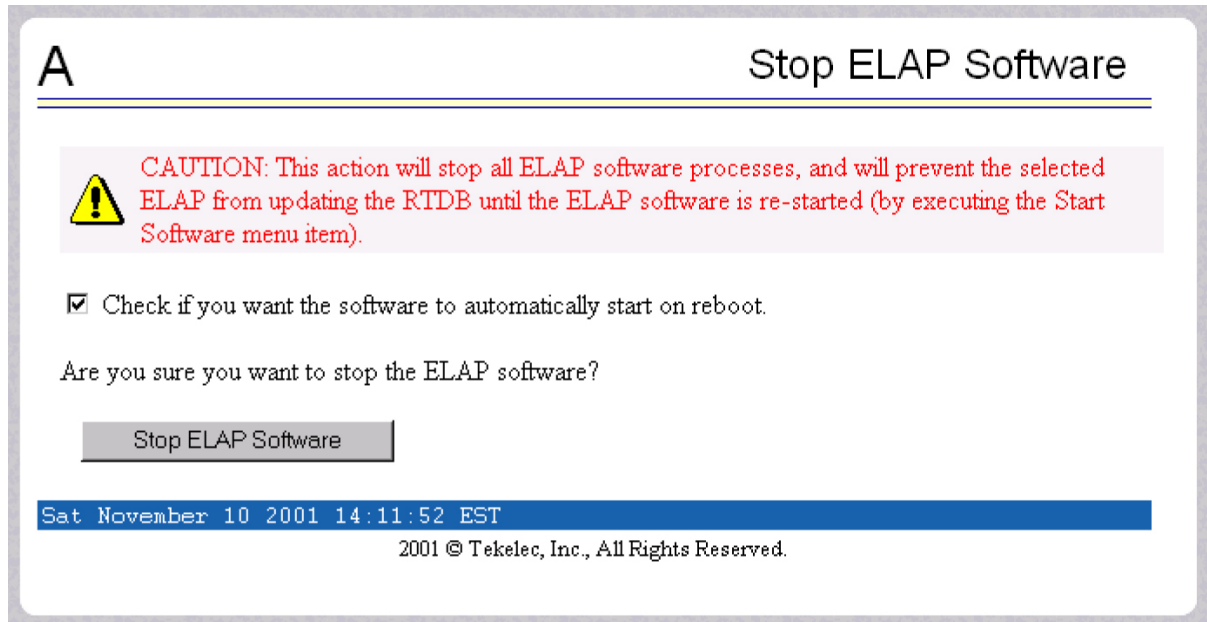 A
Stop ELAP Software
CAUTION: This action will stop all ELAP software processes, and will prevent the selected
ELAP from updating the RTDB until the ELAP software is re-started (by executing the Start
Software menu item).
Check if you want the software to automatically start on reboot.
Are you sure you want to stop the ELAP software?
Stop ELAP Software
Sat November 10 2001 14:11:52 EST
2001 © Tekelec, Inc., All Rights Reserved.